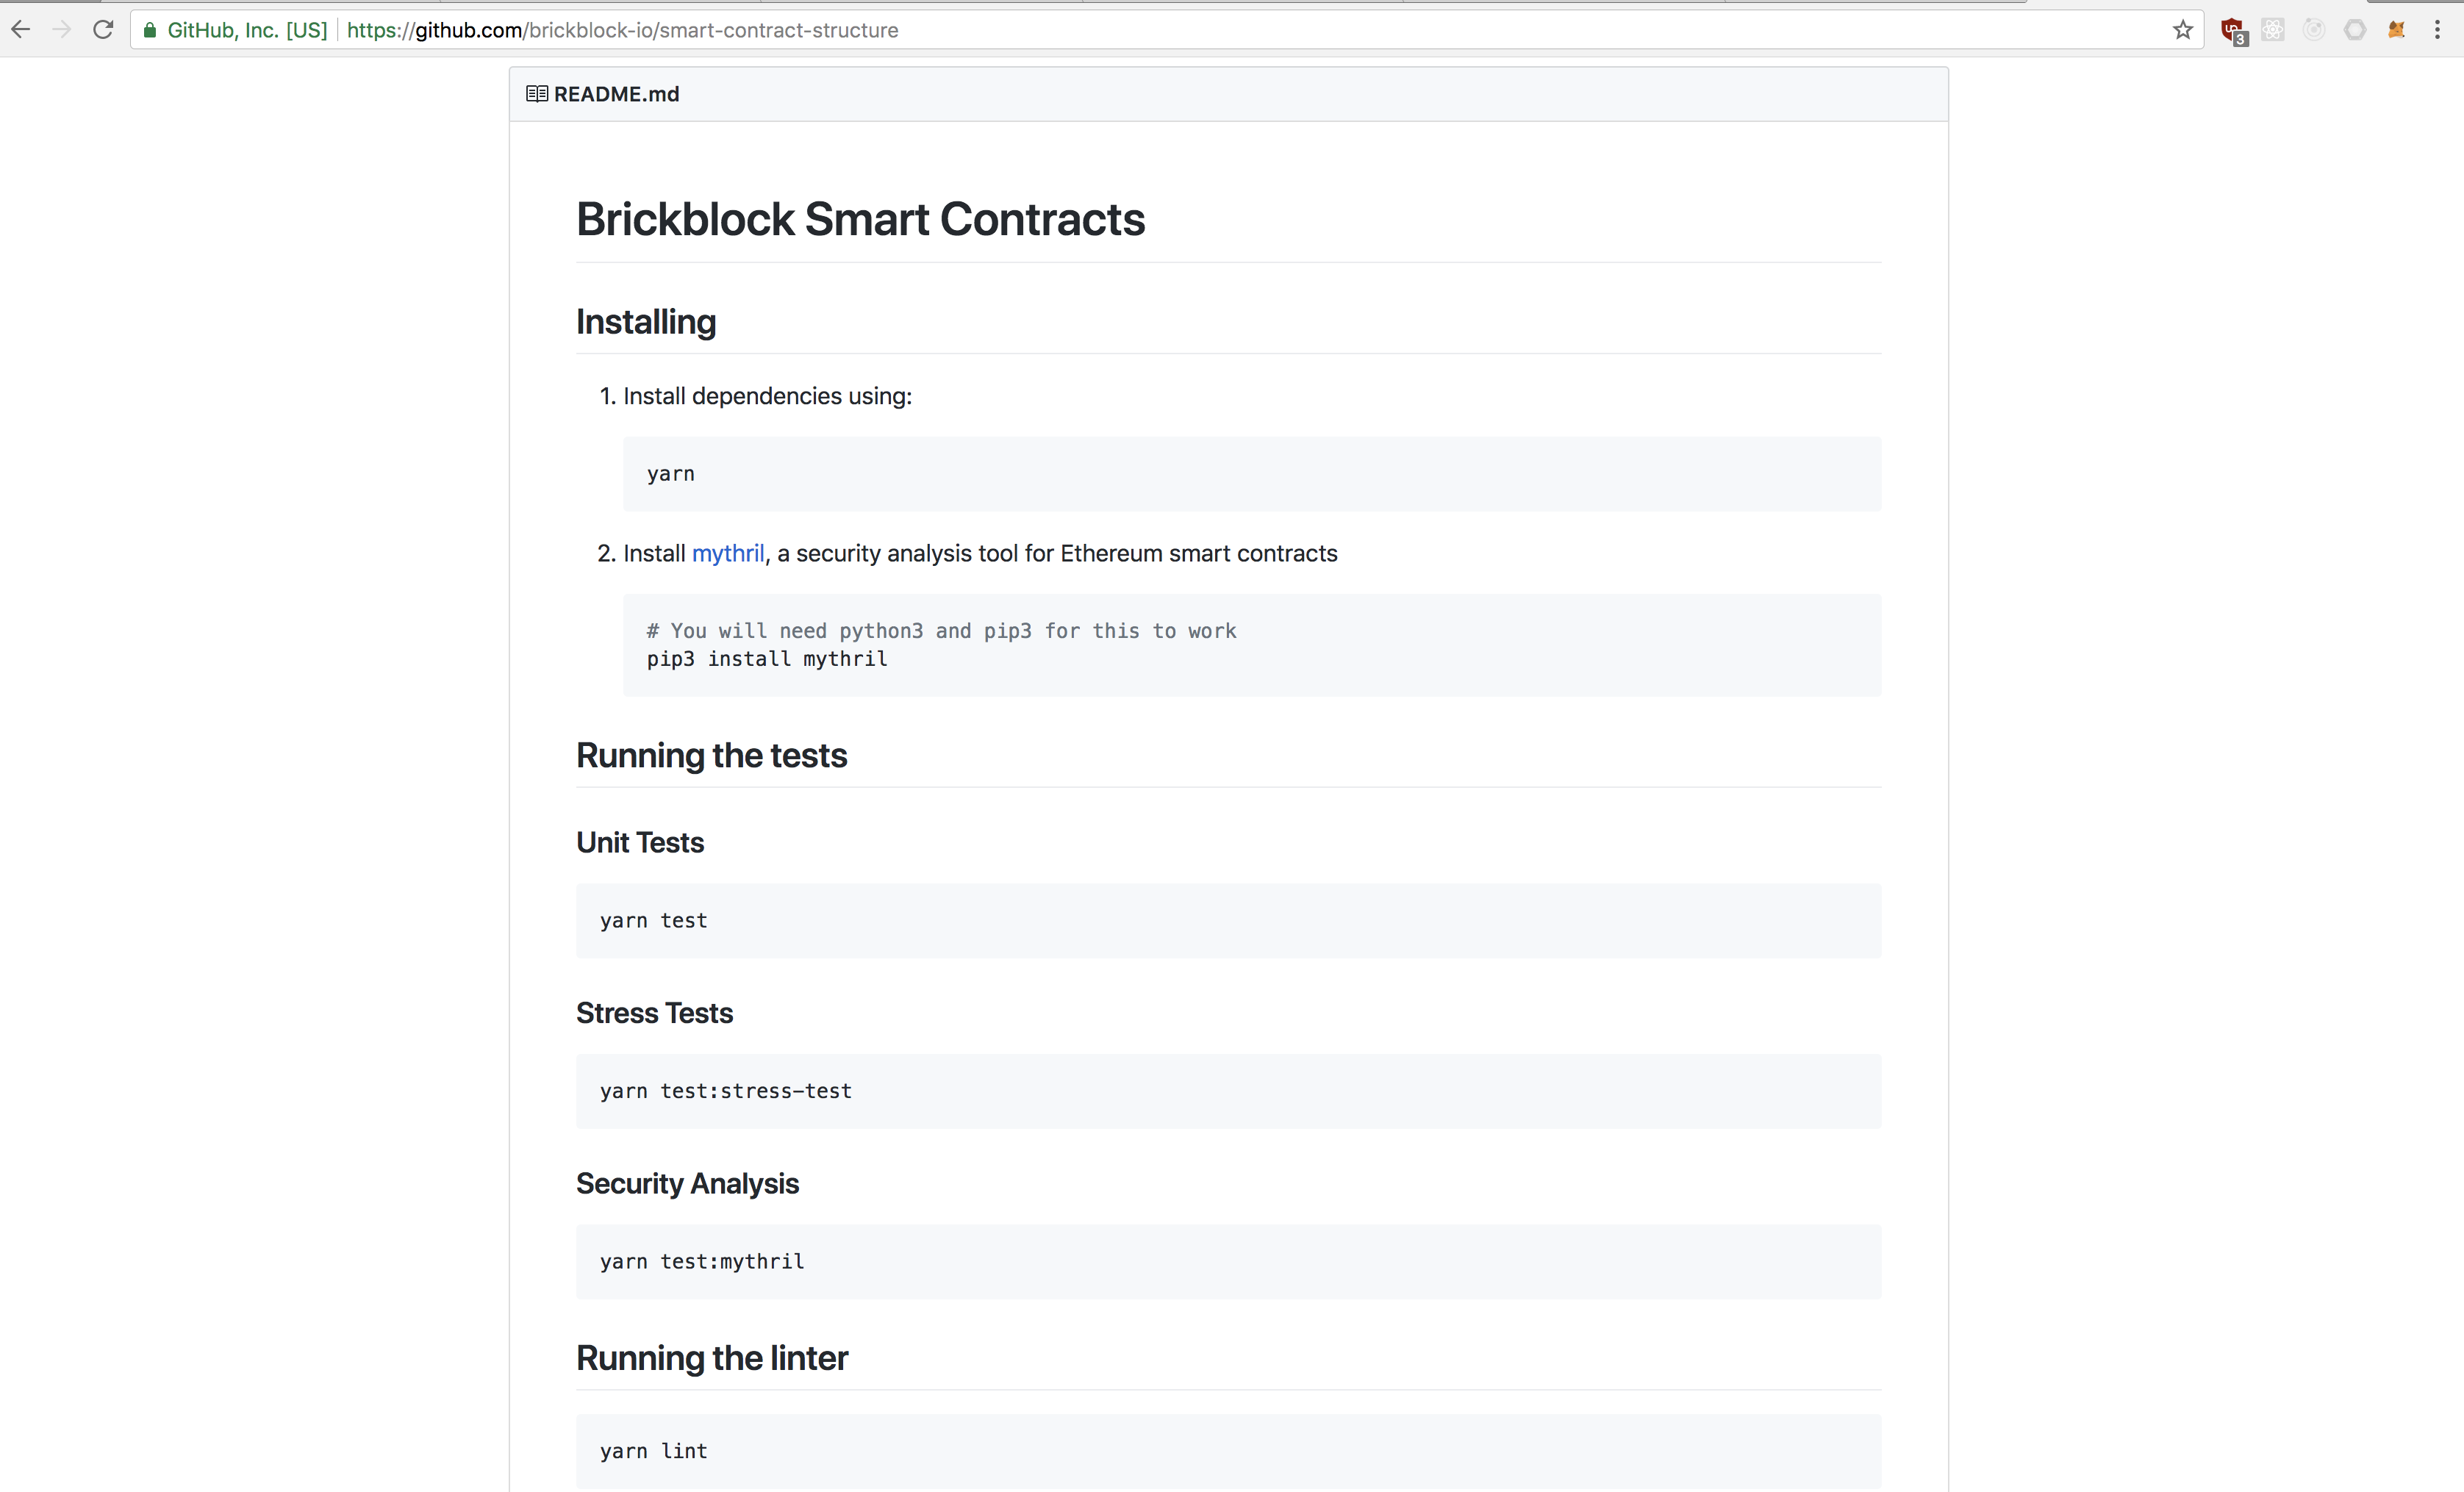 GitHub, Inc. [US] https://github.com/brickblock-io/smart-contract-structure
3
README.md
Brickblock Smart Contracts
Installing
1. Install dependencies using:
yarn
2. Install mythril, a security analysis tool for Ethereum smart contracts
# You will need python3 and pip3 for this to work
pip3 install mythril
Running the tests
Unit Tests
yarn test
Stress Tests
yarn test:stress-test
Security Analysis
yarn test:mythril
Running the linter
yarn lint